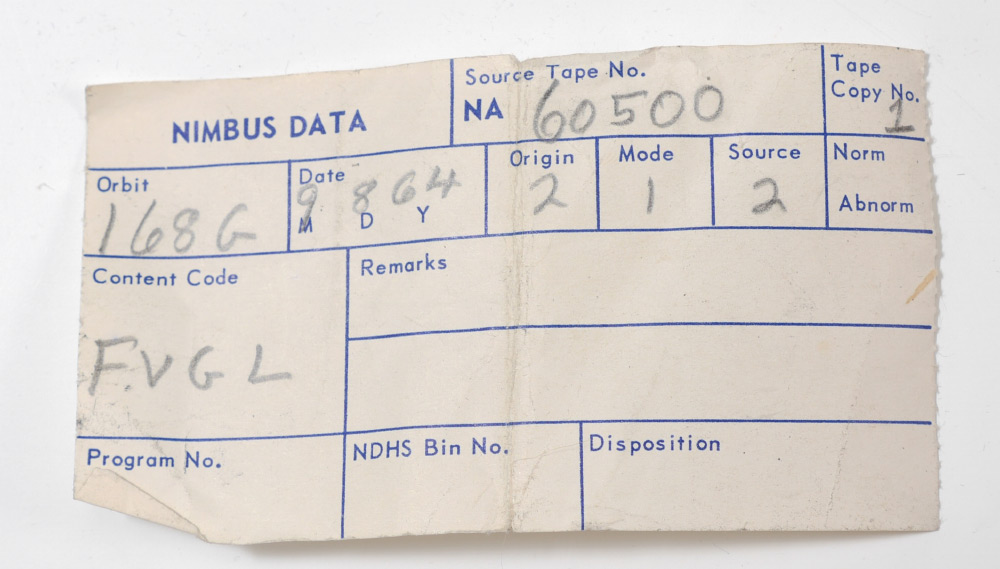 NIMBUS DATA
Source Tape No.
NA 60500
Tape
Copy No.
1
Orbit
168G
Date
9 8 64
M D Y
Origin
2
Mode
1
Source
2
Norm
Abnorm
Content Code
FVGL
Remarks
Program No.
NDHS Bin No.
Disposition